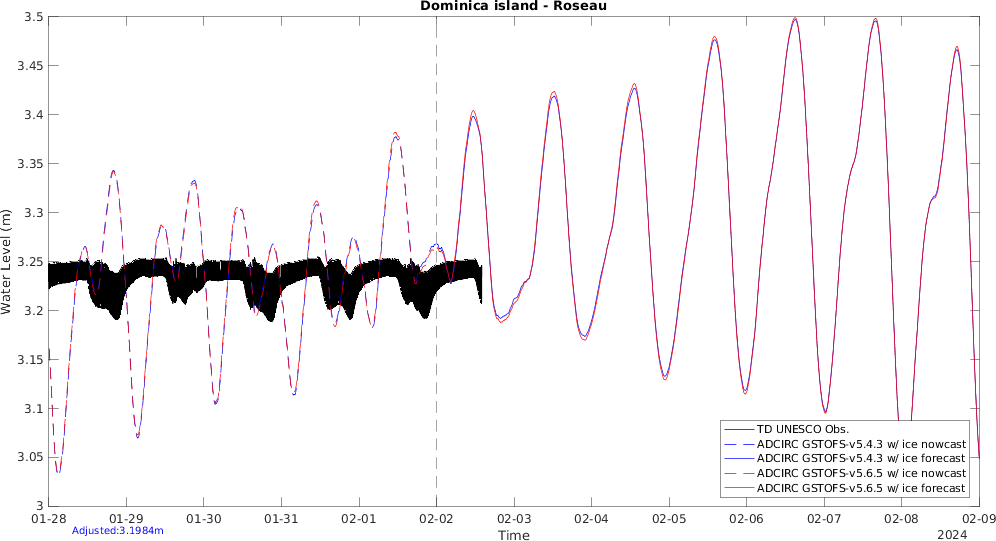 Dominica island - Roseau
3.5
3.45
3.4
3.35
3.3
3.25
3.2
3.15
3.1
3.05
3
Water Level (m)
01-28
01-29
01-30
01-31
02-01
02-02
02-03
02-04
02-05
02-06
02-07
02-08
02-09
Adjusted:3.1984m
Time
2024
TD UNESCO Obs.
ADCIRC GSTOFS-v5.4.3 w/ ice nowcast
ADCIRC GSTOFS-v5.4.3 w/ ice forecast
ADCIRC GSTOFS-v5.6.5 w/ ice nowcast
ADCIRC GSTOFS-v5.6.5 w/ ice forecast